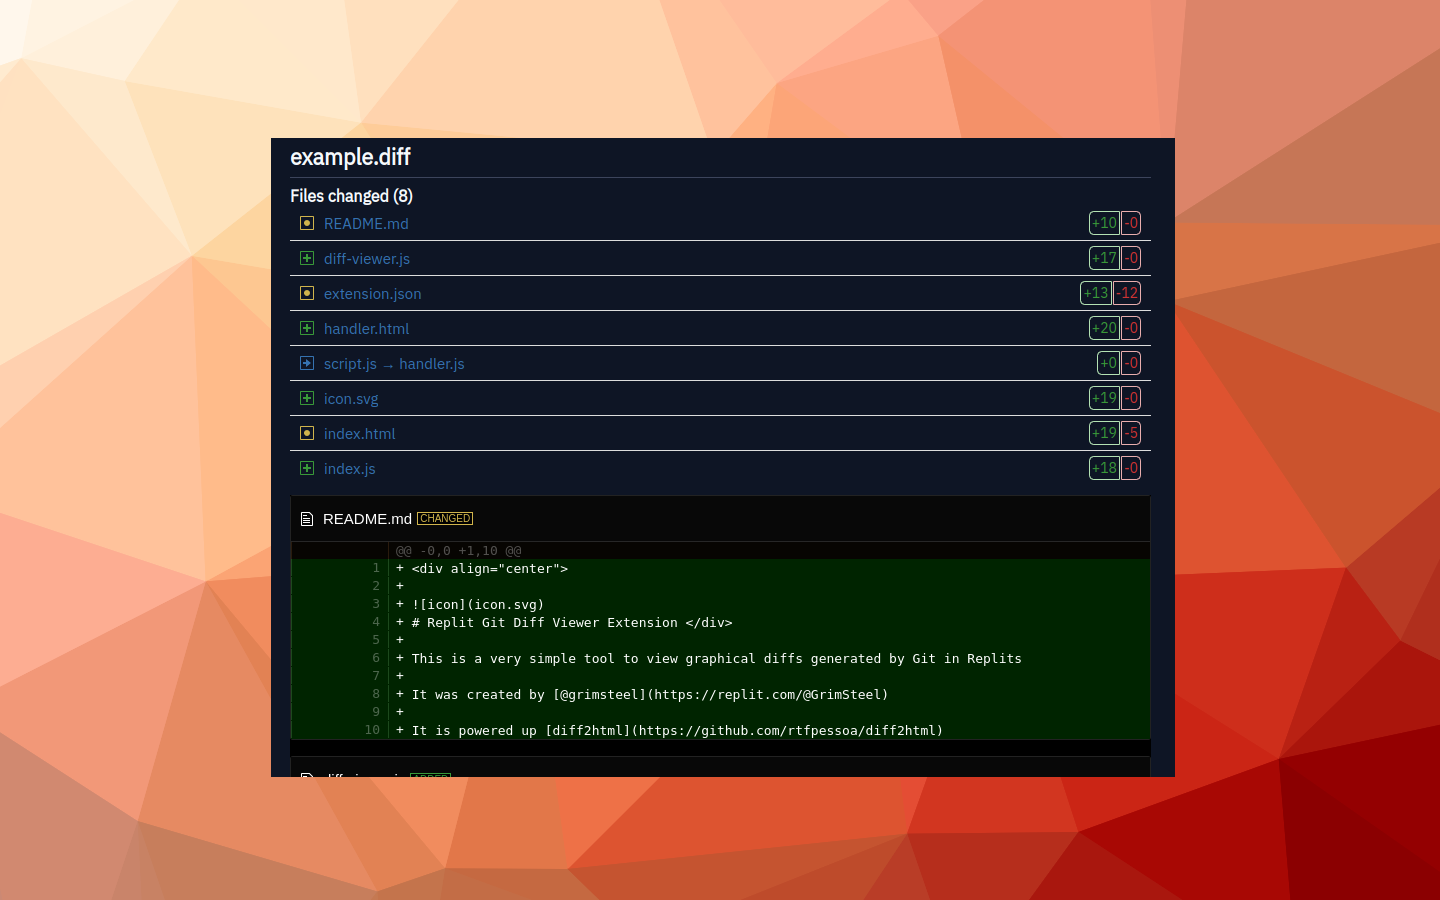 example.diff
Files changed (8)
README.md +10 -0
diff-viewer.js +17 -0
extension.json +13 -12
handler.html +20 -0
script.js → handler.js +0 -0
icon.svg +19 -0
index.html +19 -5
index.js +18 -0
README.md CHANGED
@@ -0,0 +1,10 @@
1 + <div align="center">
2 +
3 + ![icon](icon.svg)
4 + # Replit Git Diff Viewer Extension </div>
5 +
6 + This is a very simple tool to view graphical diffs generated by Git in Replits
7 +
8 + It was created by [@grimsteel](https://replit.com/@GrimSteel)
9 +
10 + It is powered up [diff2html](https://github.com/rtfpessoa/diff2html)